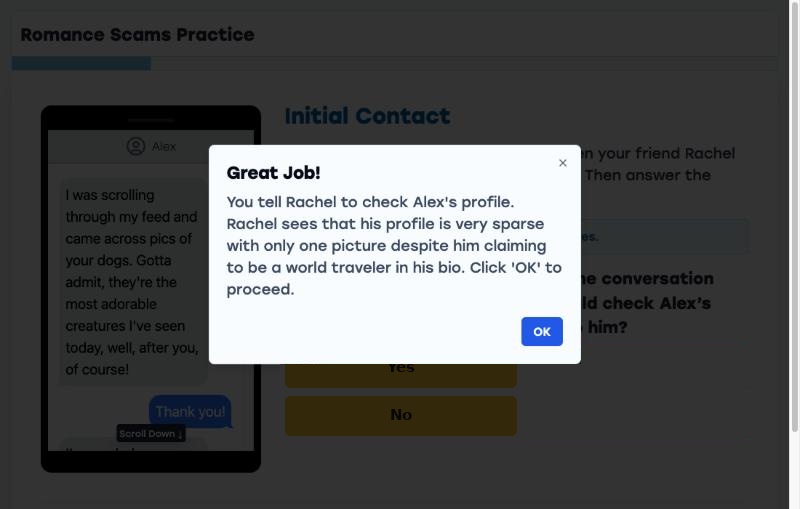 Romance Scams Practice
Alex
I was scrolling
through my feed and
came across pics of
your dogs. Gotta
admit, they're the
most adorable
creatures I've seen
today, well, after you,
of course!
Thank you!
Scroll Down ↓
Initial Contact
en your friend Rachel
Then answer the
es.
he conversation
ld check Alex's
him?
Great Job!
×
You tell Rachel to check Alex's profile.
Rachel sees that his profile is very sparse
with only one picture despite him claiming
to be a world traveler in his bio. Click 'OK' to
proceed.
OK
Yes
No